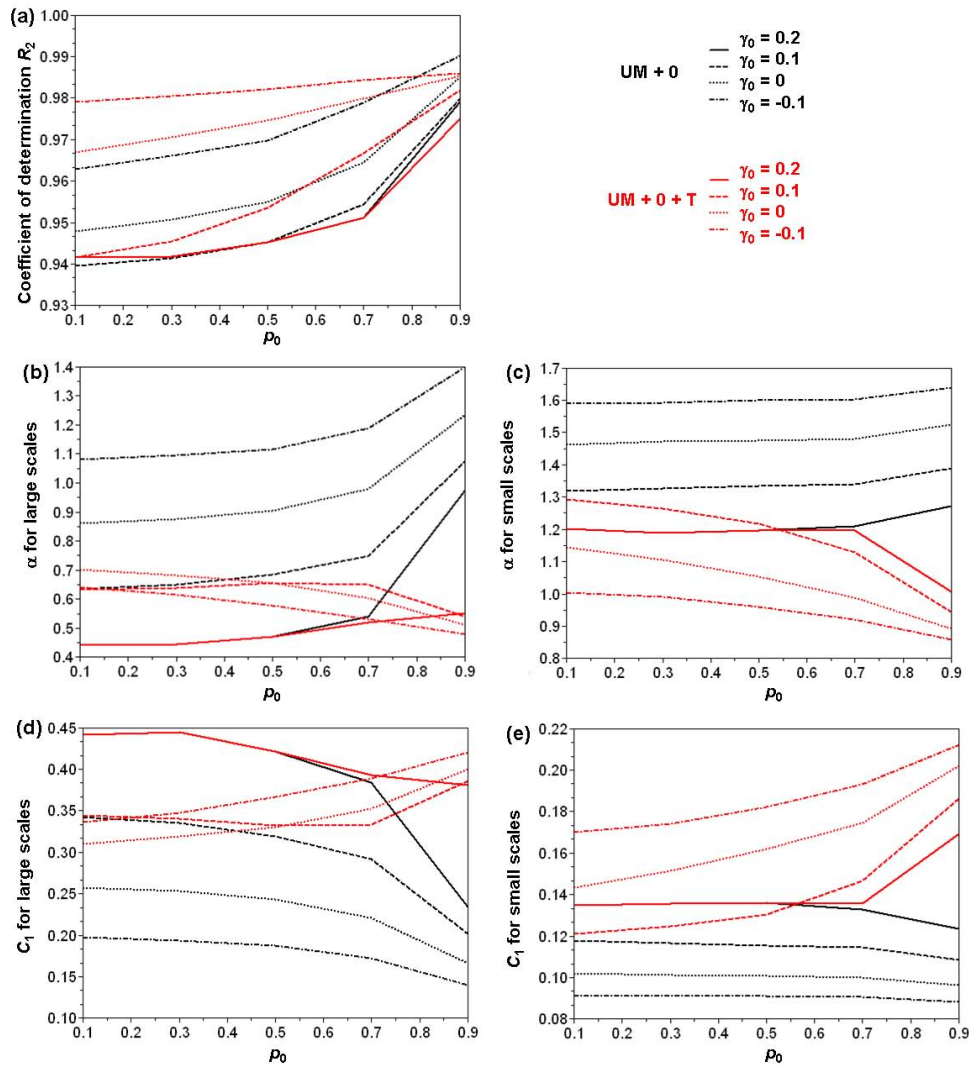 (a)
Coefficient of determination R₂
1.00
0.99
0.98
0.97
0.96
0.95
0.94
0.93
0.1 0.2 0.3 0.4 0.5 0.6 0.7 0.8 0.9
p₀
UM + 0
γ₀ = 0.2
γ₀ = 0.1
γ₀ = 0
γ₀ = -0.1
UM + 0 + T
γ₀ = 0.2
γ₀ = 0.1
γ₀ = 0
γ₀ = -0.1
(b)
α for large scales
1.4
1.3
1.2
1.1
1.0
0.9
0.8
0.7
0.6
0.5
0.4
0.1 0.2 0.3 0.4 0.5 0.6 0.7 0.8 0.9
p₀
(c)
α for small scales
1.7
1.6
1.5
1.4
1.3
1.2
1.1
1.0
0.9
0.8
0.1 0.2 0.3 0.4 0.5 0.6 0.7 0.8 0.9
p₀
(d)
C₁ for large scales
0.45
0.40
0.35
0.30
0.25
0.20
0.15
0.10
0.1 0.2 0.3 0.4 0.5 0.6 0.7 0.8 0.9
p₀
(e)
C₁ for small scales
0.22
0.20
0.18
0.16
0.14
0.12
0.10
0.08
0.1 0.2 0.3 0.4 0.5 0.6 0.7 0.8 0.9
p₀